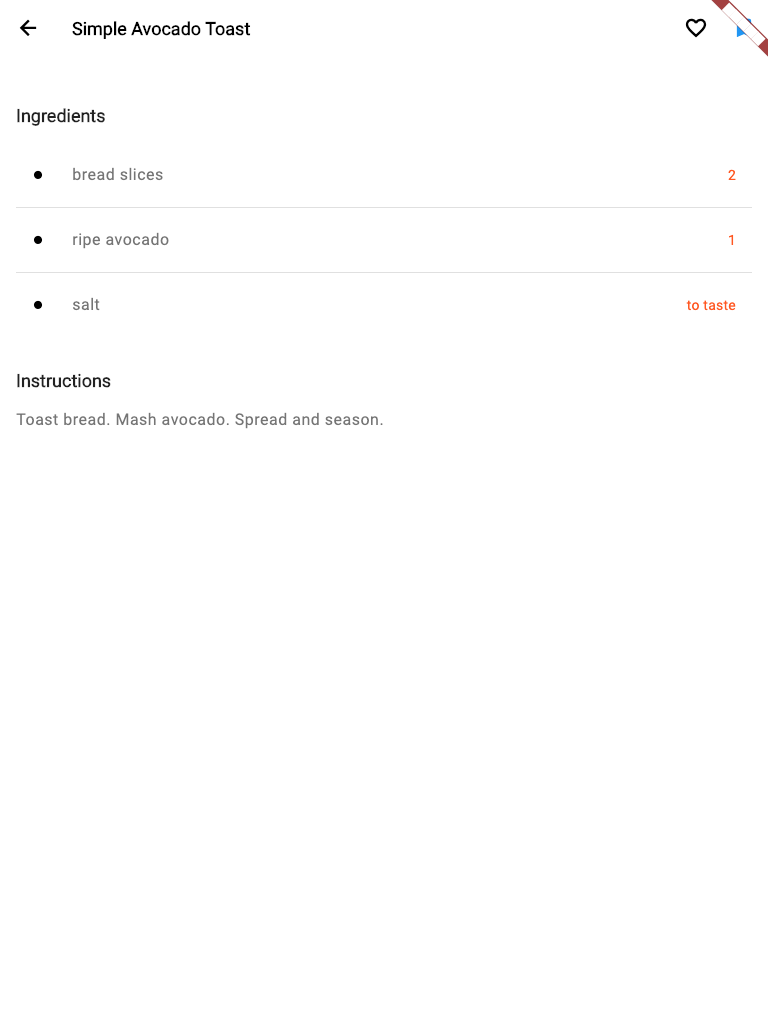 Simple Avocado Toast
Ingredients
bread slices 2
ripe avocado 1
salt to taste
Instructions
Toast bread. Mash avocado. Spread and season.